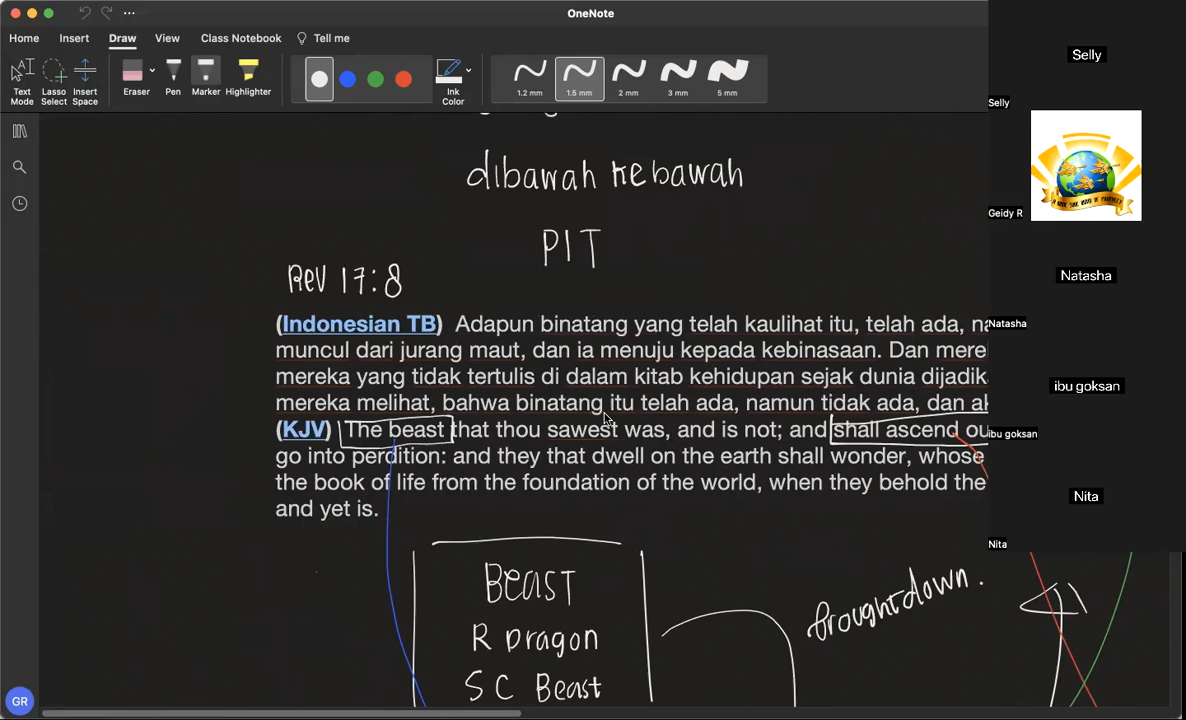 OneNote
Home Insert Draw View Class Notebook Tell me
Text Mode
Lasso Select
Insert Space
Eraser
Pen
Marker
Highlighter
Ink Color
1.2 mm
1.5 mm
2 mm
3 mm
5 mm
dibawah kebawah
PIT
Rev 17:8
(Indonesian TB) Adapun binatang yang telah kaulihat itu, telah ada, na
muncul dari jurang maut, dan ia menuju kepada kebinasaan. Dan mere
mereka yang tidak tertulis di dalam kitab kehidupan sejak dunia dijadik
mereka melihat, bahwa binatang itu telah ada, namun tidak ada, dan ak
(KJV) The beast that thou sawest was, and is not; and shall ascend ou
go into perdition: and they that dwell on the earth shall wonder, whose
the book of life from the foundation of the world, when they behold the
and yet is.
Beast
R Dragon
SC Beast
broughtdown.
GR
Selly
Selly
Geidy R
Natasha
Natasha
ibu goksan
ibu goksan
Nita
Nita